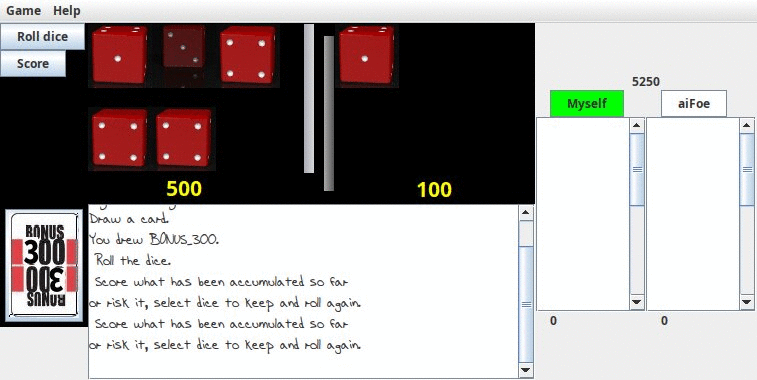 Game Help
Roll dice
Score
5250
Myself
aiFoe
500
100
BONUS
300
300
BONUS
Draw a card.
You drew BONUS_300.
Roll the dice.
Score what has been accumulated so far
or risk it, select dice to keep and roll again.
Score what has been accumulated so far
or risk it, select dice to keep and roll again.
0
0